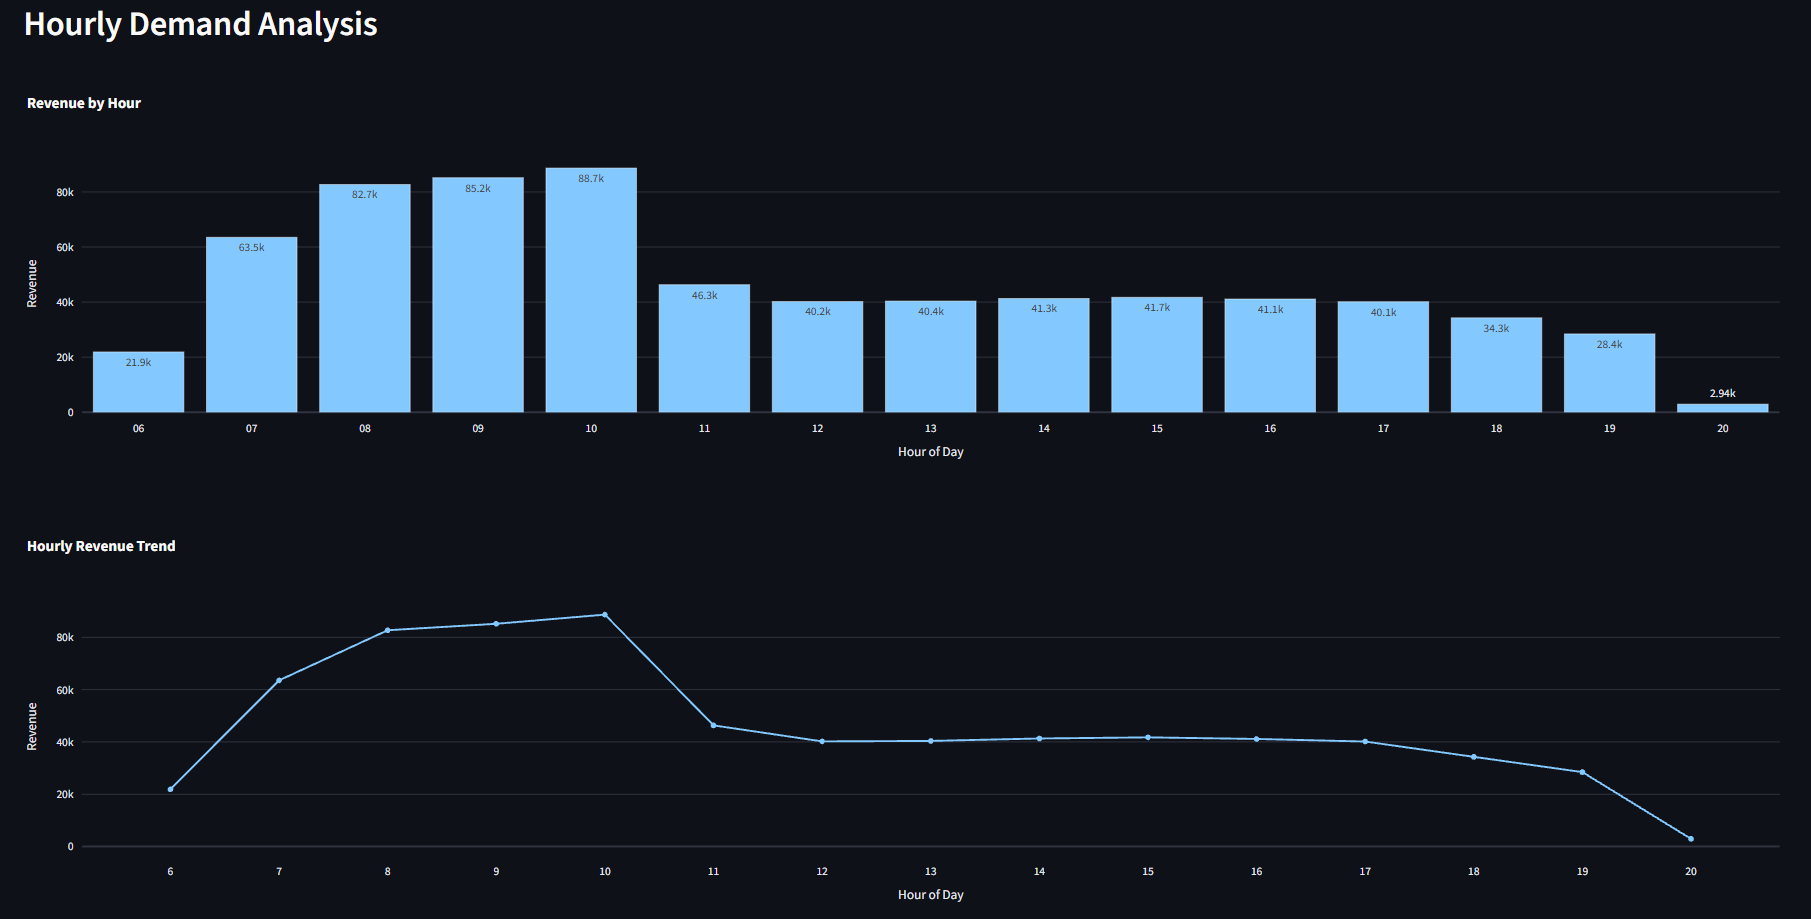 Hourly Demand Analysis
Revenue by Hour
Revenue
80k
60k
40k
20k
0
21.9k
63.5k
82.7k
85.2k
88.7k
46.3k
40.2k
40.4k
41.3k
41.7k
41.1k
40.1k
34.3k
28.4k
2.94k
06 07 08 09 10 11 12 13 14 15 16 17 18 19 20
Hour of Day
Hourly Revenue Trend
Revenue
80k
60k
40k
20k
0
6 7 8 9 10 11 12 13 14 15 16 17 18 19 20
Hour of Day